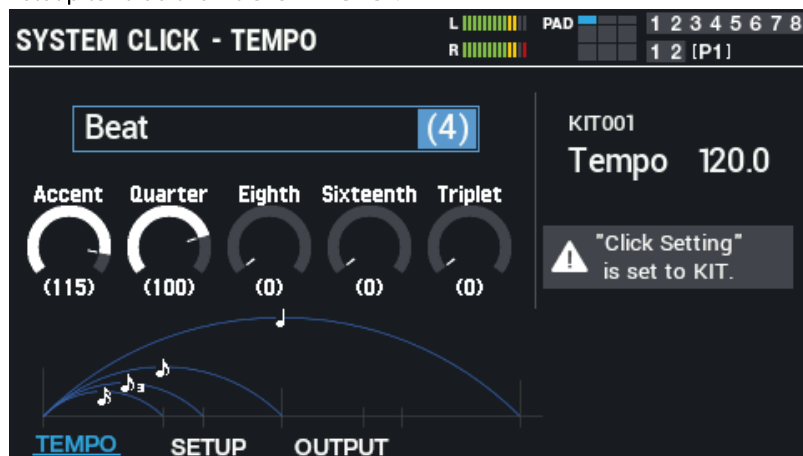 SYSTEM CLICK - TEMPO
L
R
PAD
1 2 3 4 5 6 7 8
1 2 [P1]
Beat (4)
Accent Quarter Eighth Sixteenth Triplet
(115) (100) (0) (0) (0)
KIT001
Tempo 120.0
"Click Setting"
is set to KIT.
3
TEMPO SETUP OUTPUT